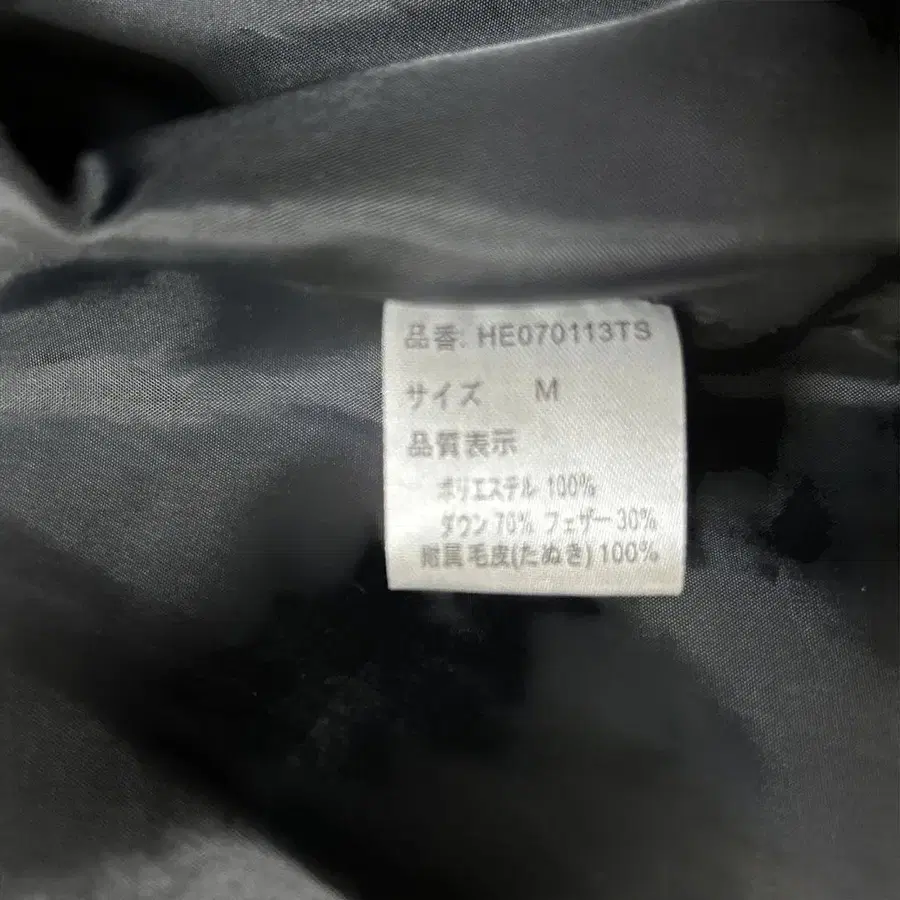 品番: HE070113TS
サイズ M
品質表示
ポリエステル 100%
ダウン 70% フェザー 30%
附属 毛皮(たぬき) 100%